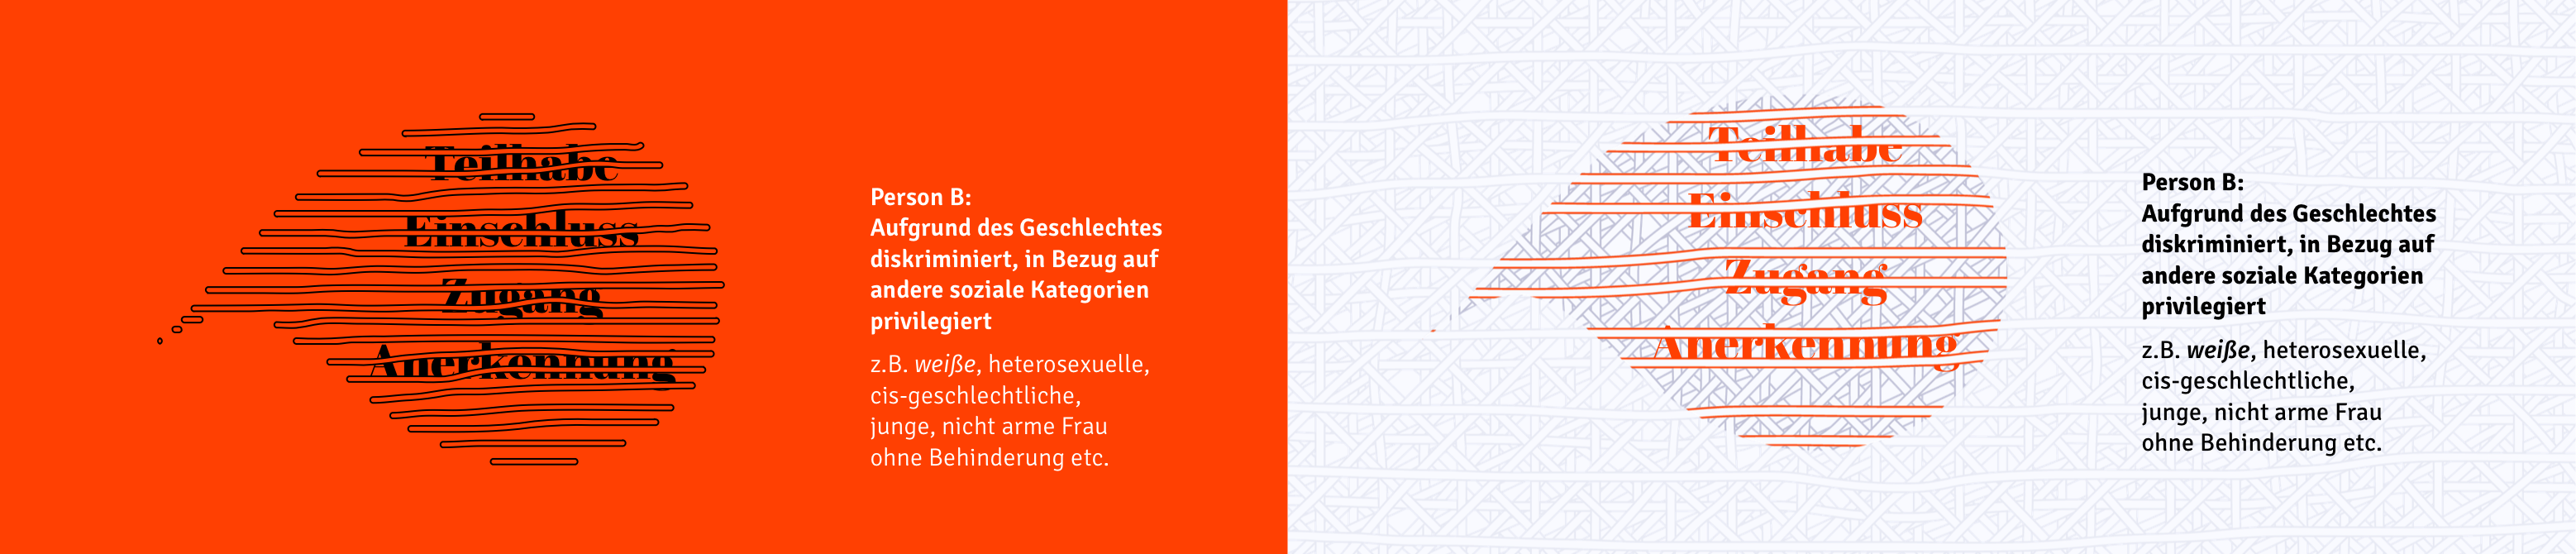 Teilhabe
Einschluss
Zugang
Anerkennung
Person B:
Aufgrund des Geschlechtes
diskriminiert, in Bezug auf
andere soziale Kategorien
privilegiert
z.B. weiße, heterosexuelle,
cis-geschlechtliche,
junge, nicht arme Frau
ohne Behinderung etc.
Teilhabe
Einschluss
Zugang
Anerkennung
Person B:
Aufgrund des Geschlechtes
diskriminiert, in Bezug auf
andere soziale Kategorien
privilegiert
z.B. weiße, heterosexuelle,
cis-geschlechtliche,
junge, nicht arme Frau
ohne Behinderung etc.